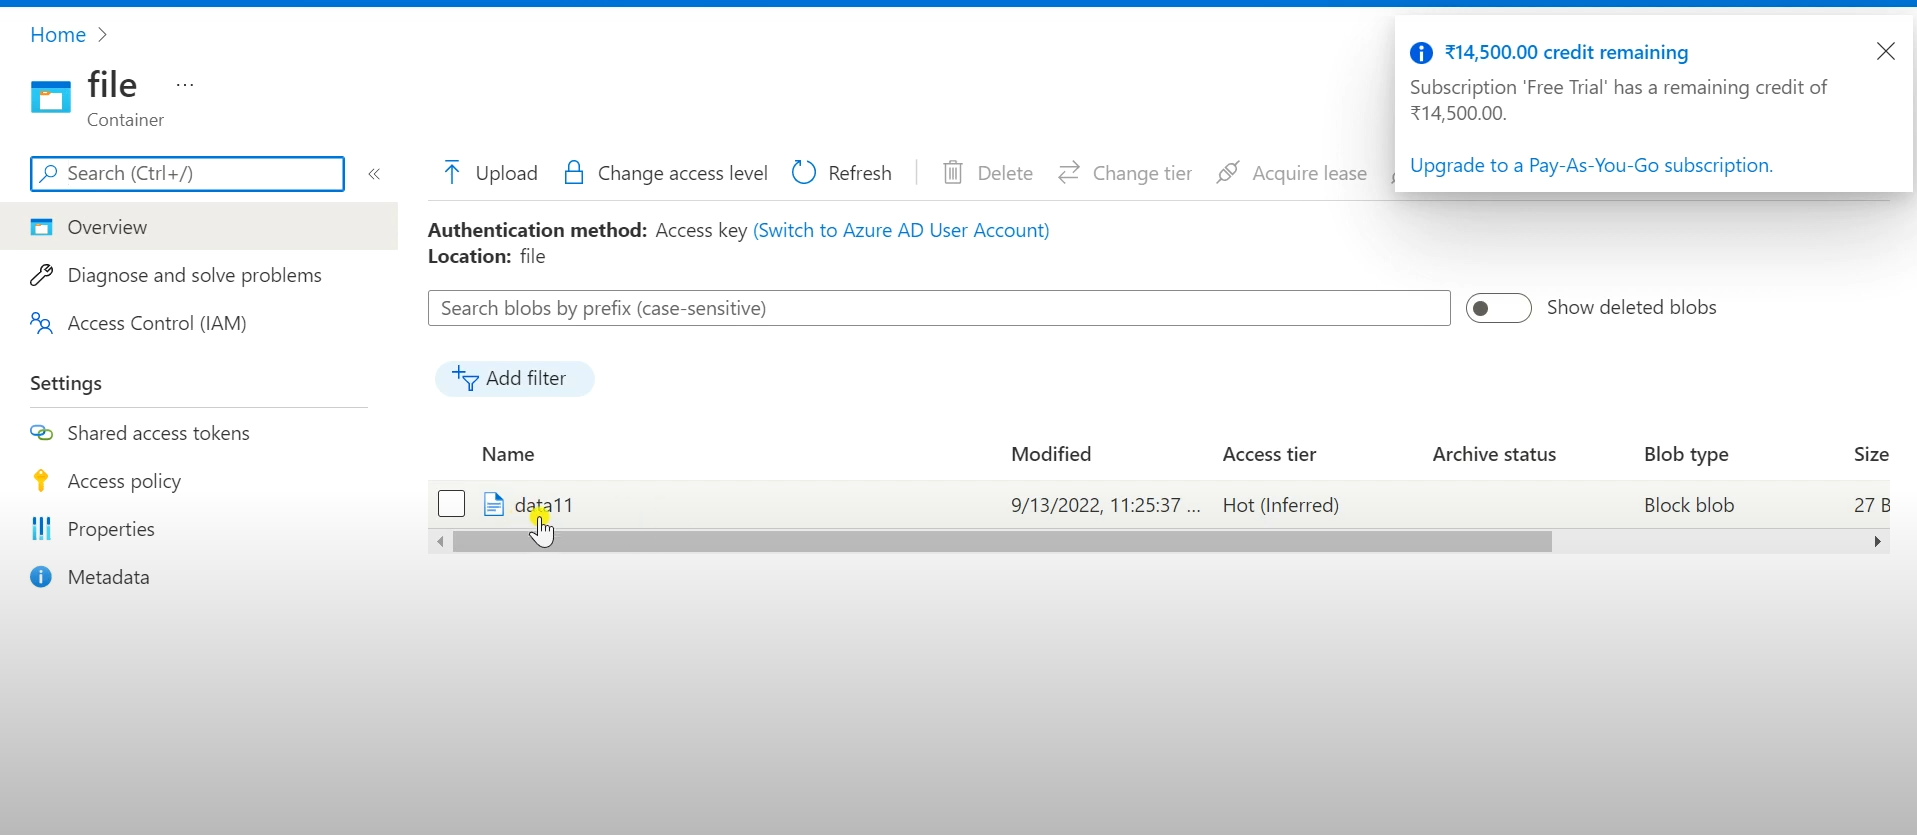 Home >
file ...
Container
₹14,500.00 credit remaining
Subscription 'Free Trial' has a remaining credit of
₹14,500.00.
Upgrade to a Pay-As-You-Go subscription.
Search (Ctrl+/)
«
Overview
Diagnose and solve problems
Access Control (IAM)
Settings
Shared access tokens
Access policy
Properties
Metadata
Upload Change access level Refresh Delete Change tier Acquire lease
Authentication method: Access key (Switch to Azure AD User Account)
Location: file
Search blobs by prefix (case-sensitive)
Show deleted blobs
Add filter
Name Modified Access tier Archive status Blob type Size
data11 9/13/2022, 11:25:37 ... Hot (Inferred) Block blob 27 B